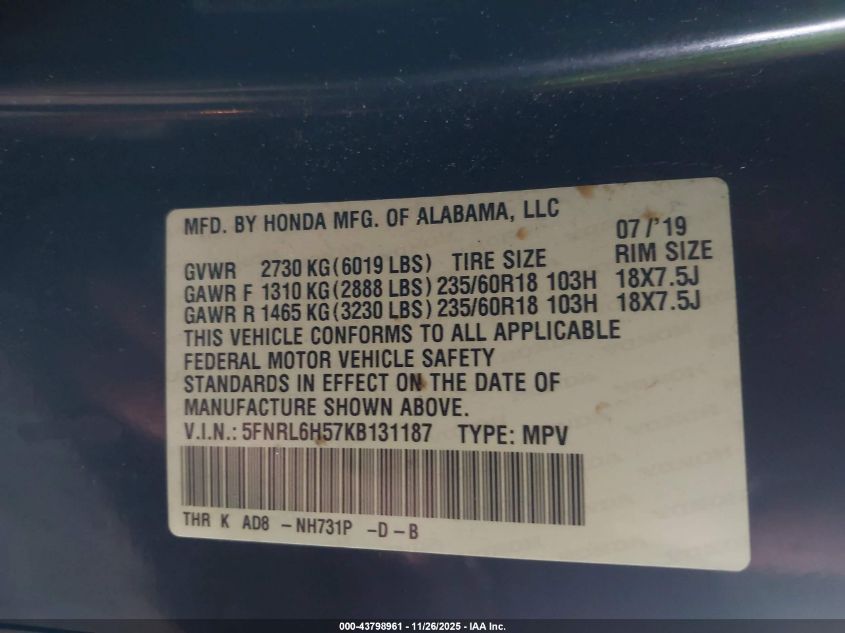 MFD. BY HONDA MFG. OF ALABAMA, LLC
07/'19
GVWR 2730 KG(6019 LBS) TIRE SIZE RIM SIZE
GAWR F 1310 KG(2888 LBS) 235/60R18 103H 18X7.5J
GAWR R 1465 KG(3230 LBS) 235/60R18 103H 18X7.5J
THIS VEHICLE CONFORMS TO ALL APPLICABLE
FEDERAL MOTOR VEHICLE SAFETY
STANDARDS IN EFFECT ON THE DATE OF
MANUFACTURE SHOWN ABOVE.
V.I.N.: 5FNRL6H57KB131187 TYPE: MPV
THR K AD8 -NH731P -D-B
000-43798961 - 11/26/2025 - IAA Inc.